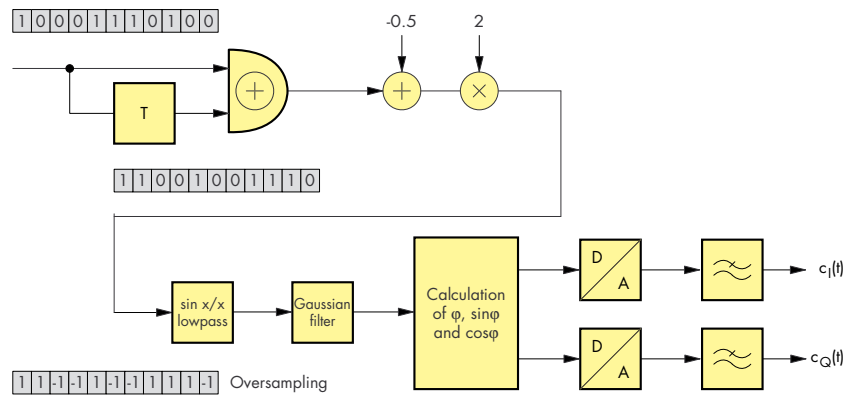 1 0 0 0 1 1 1 0 1 0 0
-0.5
2
T
+
+
×
1 1 0 0 1 0 0 1 1 1 0
sin x/x
lowpass
Gaussian
filter
Calculation
of φ, sinφ
and cosφ
D
A
cI(t)
D
A
cQ(t)
1 1 -1 -1 1 -1 -1 1 1 1 -1 Oversampling